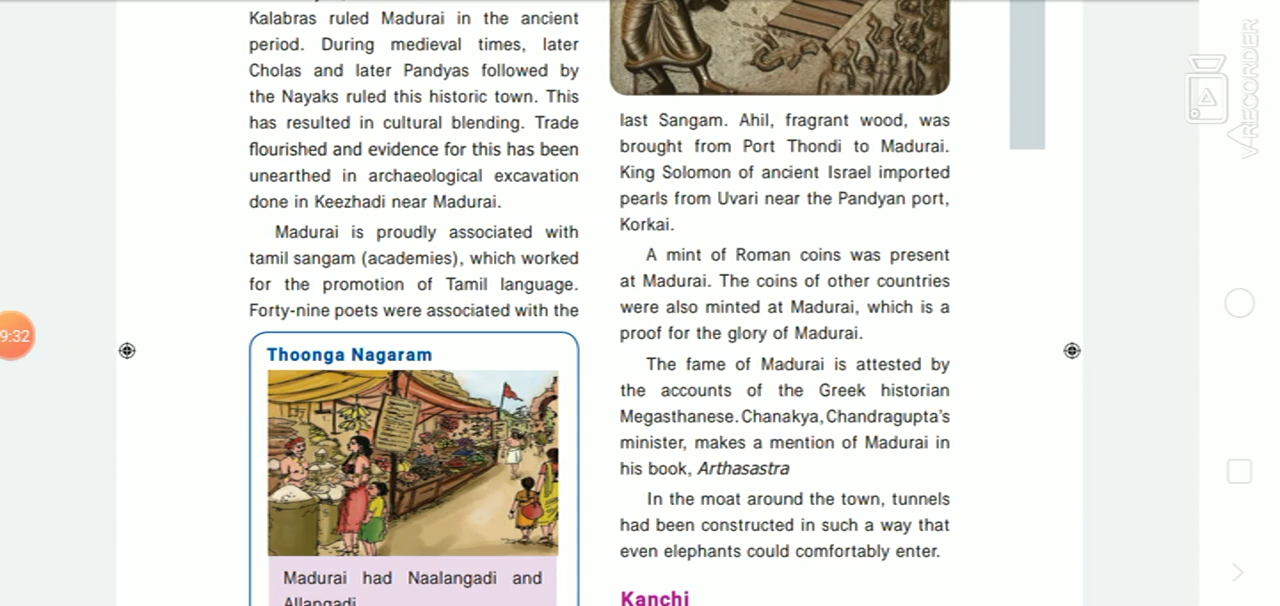 Kalabras ruled Madurai in the ancient
period. During medieval times, later
Cholas and later Pandyas followed by
the Nayaks ruled this historic town. This
has resulted in cultural blending. Trade
flourished and evidence for this has been
unearthed in archaeological excavation
done in Keezhadi near Madurai.
Madurai is proudly associated with
tamil sangam (academies), which worked
for the promotion of Tamil language.
Forty-nine poets were associated with the
Thoonga Nagaram
Madurai had Naalangadi and
Allangadi
last Sangam. Ahil, fragrant wood, was
brought from Port Thondi to Madurai.
King Solomon of ancient Israel imported
pearls from Uvari near the Pandyan port,
Korkai.
A mint of Roman coins was present
at Madurai. The coins of other countries
were also minted at Madurai, which is a
proof for the glory of Madurai.
The fame of Madurai is attested by
the accounts of the Greek historian
Megasthanese. Chanakya, Chandragupta's
minister, makes a mention of Madurai in
his book, Arthasastra
In the moat around the town, tunnels
had been constructed in such a way that
even elephants could comfortably enter.
Kanchi
9:32
VRECORDER